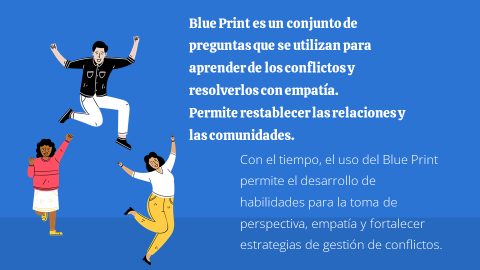 Blue Print es un conjunto de
preguntas que se utilizan para
aprender de los conflictos y
resolverlos con empatía.
Permite restablecer las relaciones y
las comunidades.
Con el tiempo, el uso del Blue Print
permite el desarrollo de
habilidades para la toma de
perspectiva, empatía y fortalecer
estrategias de gestión de conflictos.